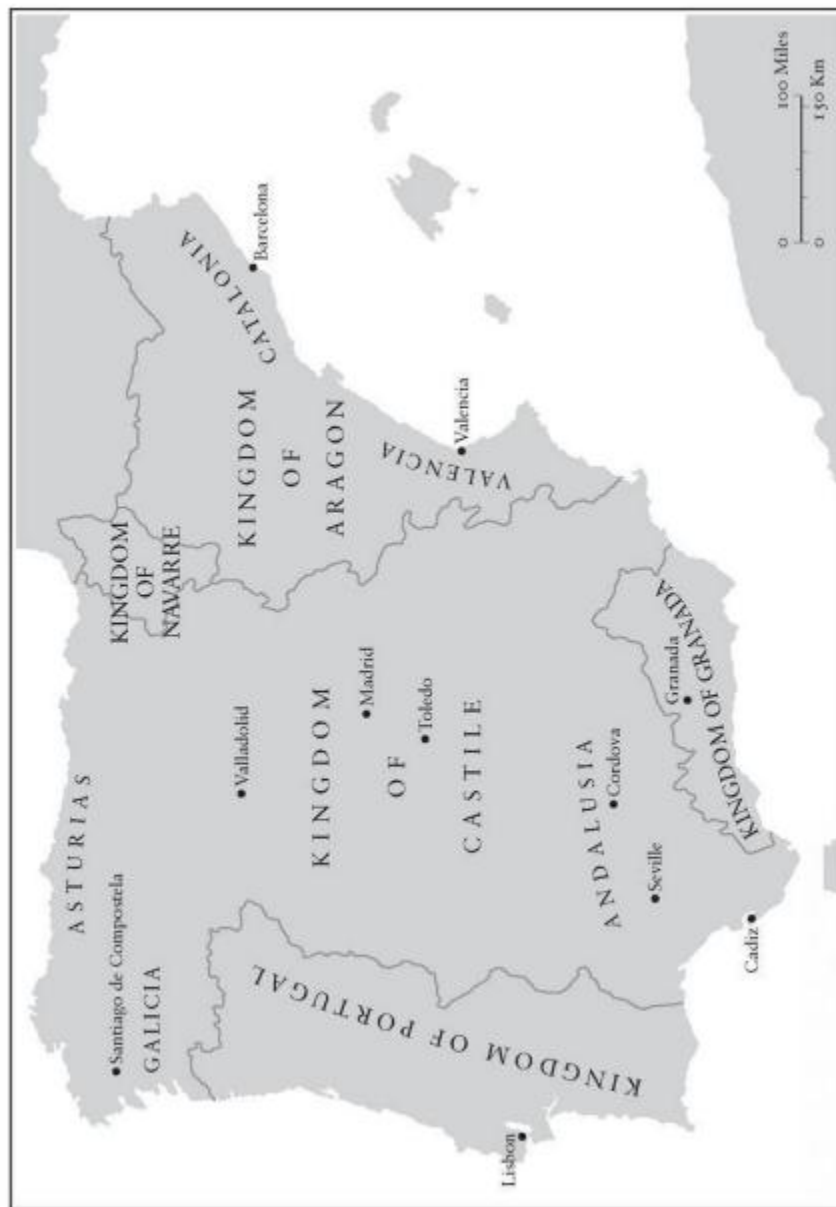 ASTURIAS
Santiago de Compostela
GALICIA
KINGDOM
OF
NAVARRE
Valladolid
KINGDOM
OF
CASTILE
Madrid
Toledo
KINGDOM
OF
ARAGON
CATALONIA
Barcelona
VALENCIA
Valencia
KINGDOM OF PORTUGAL
Lisbon
ANDALUSIA
Cordova
Seville
Cadiz
Granada
KINGDOM OF GRANADA
0 100 Miles
0 150 Km